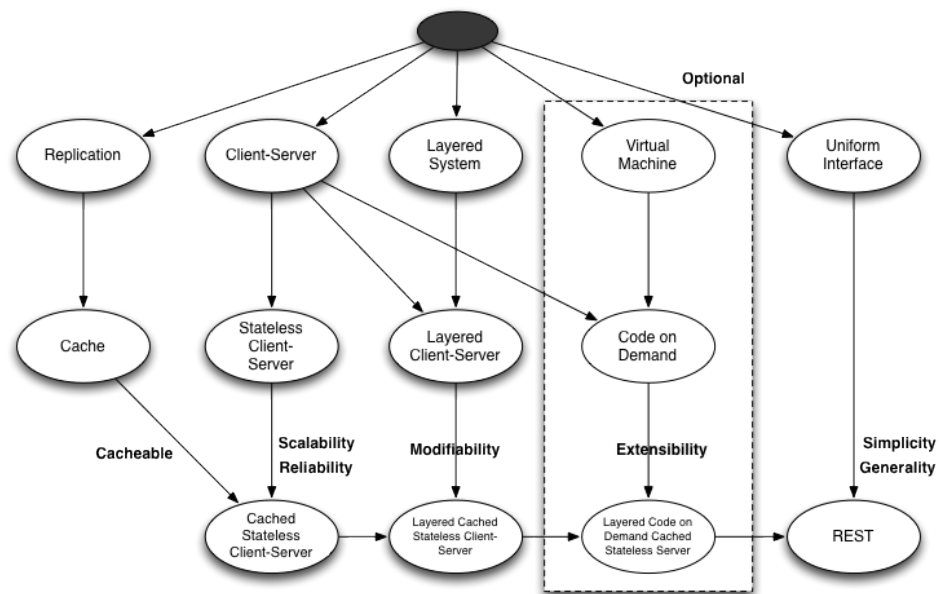 Optional
Replication
Client-Server
Layered
System
Virtual
Machine
Uniform
Interface
Cache
Stateless
Client-
Server
Layered
Client-Server
Code on
Demand
Cacheable
Scalability
Reliability
Modifiability
Extensibility
Simplicity
Generality
Cached
Stateless
Client-Server
Layered Cached
Stateless Client-
Server
Layered Code on
Demand Cached
Stateless Server
REST